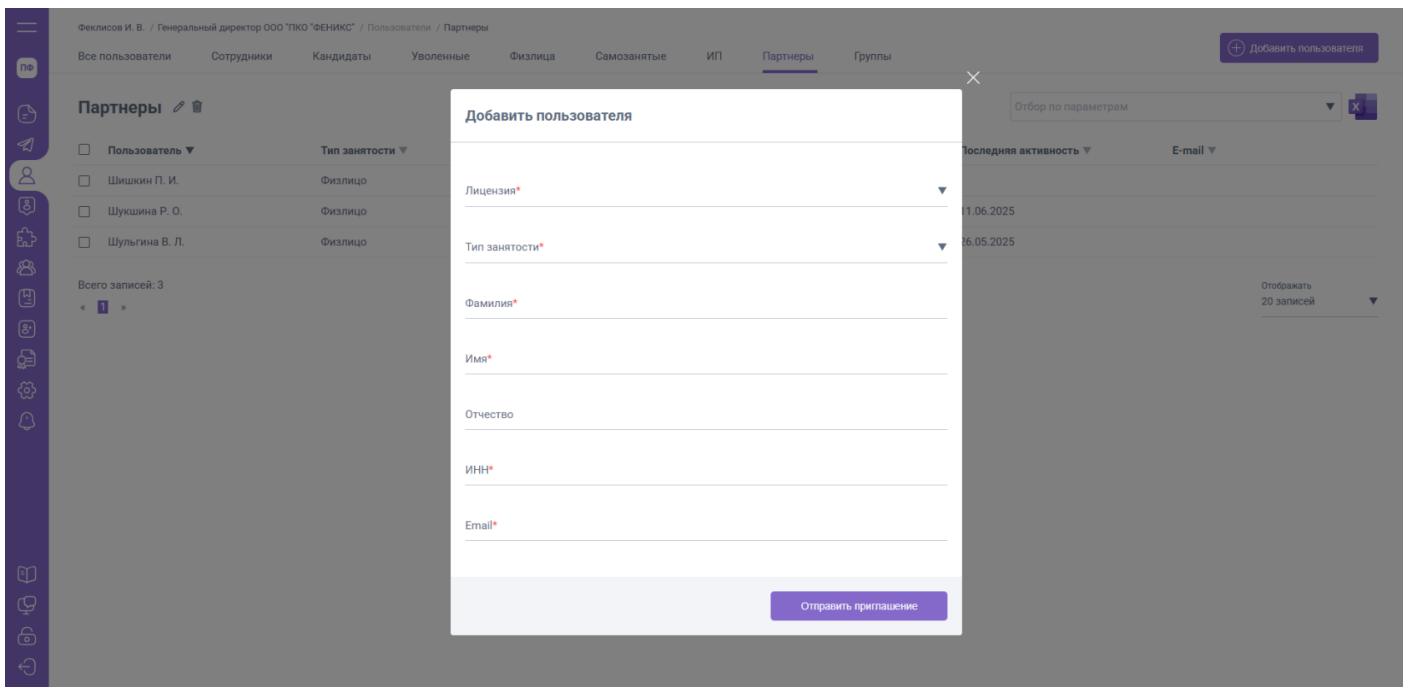 Феклисов И. В. / Генеральный директор ООО "ПКО "ФЕНИКС" / Пользователи / Партнеры
Все пользователи Сотрудники Кандидаты Уволенные Физлица Самозанятые ИП Партнеры Группы
Добавить пользователя
ПФ
Партнеры
Отбор по параметрам
X
Пользователь Тип занятости Последняя активность E-mail
Шишкин П. И. Физлицо
Шукшина Р. О. Физлицо 11.06.2025
Шульгина В. Л. Физлицо 26.05.2025
Всего записей: 3
« 1 »
Отображать
20 записей
Добавить пользователя
Лицензия*
Тип занятости*
Фамилия*
Имя*
Отчество
ИНН*
Email*
Отправить приглашение